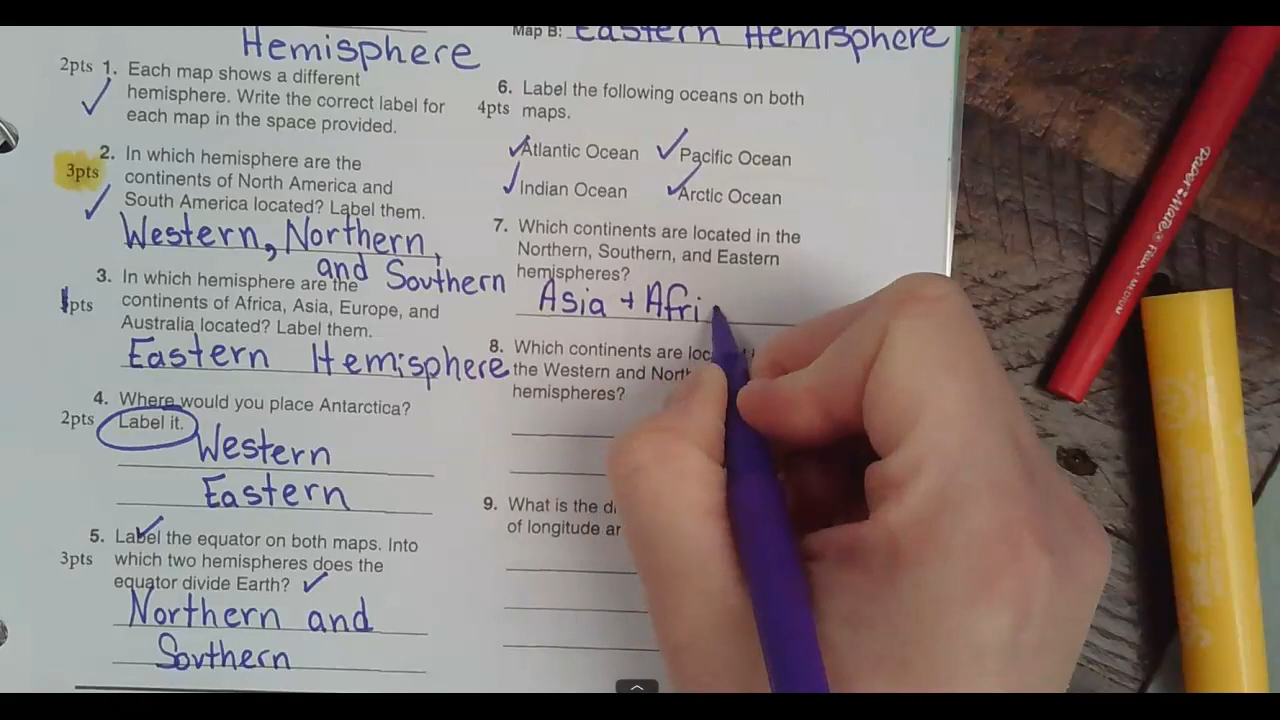 Hemisphere
Map B: Eastern Hemisphere
2pts 1. Each map shows a different
hemisphere. Write the correct label for
each map in the space provided.
3pts 2. In which hemisphere are the
continents of North America and
South America located? Label them.
Western, Northern,
and Southern
3. In which hemisphere are the
pts continents of Africa, Asia, Europe, and
Australia located? Label them.
Eastern Hemisphere
4. Where would you place Antarctica?
2pts Label it.
Western
Eastern
5. Label the equator on both maps. Into
3pts which two hemispheres does the
equator divide Earth?
Northern and
Southern
6. Label the following oceans on both
4pts maps.
Atlantic Ocean Pacific Ocean
Indian Ocean Arctic Ocean
7. Which continents are located in the
Northern, Southern, and Eastern
hemispheres?
Asia + Afri
8. Which continents are loc
the Western and Nort
hemispheres?
9. What is the di
of longitude ar
Paper Mate Flair MEDIUM